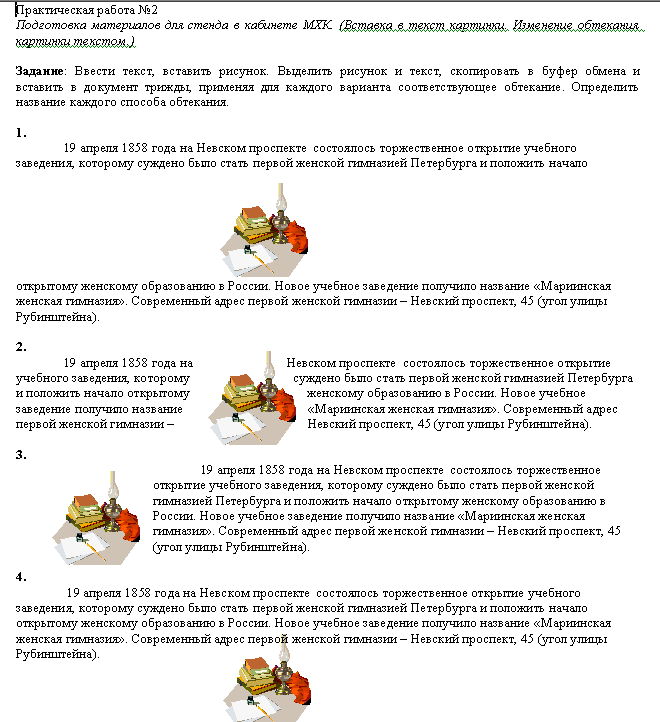 Практическая работа №2
Подготовка материалов для стенда в кабинете МХК. (Вставка в текст картинки. Изменение обтекания
картинки текстом.)
Задание: Ввести текст, вставить рисунок. Выделить рисунок и текст, скопировать в буфер обмена и
вставить в документ трижды, применяя для каждого варианта соответствующее обтекание. Определить
название каждого способа обтекания.
1.
19 апреля 1858 года на Невском проспекте состоялось торжественное открытие учебного
заведения, которому суждено было стать первой женской гимназией Петербурга и положить начало
открытому женскому образованию в России. Новое учебное заведение получило название «Мариинская
женская гимназия». Современный адрес первой женской гимназии – Невский проспект, 45 (угол улицы
Рубинштейна).
2.
19 апреля 1858 года на Невском проспекте состоялось торжественное открытие
учебного заведения, которому суждено было стать первой женской гимназией Петербурга
и положить начало открытому женскому образованию в России. Новое учебное
заведение получило название «Мариинская женская гимназия». Современный адрес
первой женской гимназии – Невский проспект, 45 (угол улицы Рубинштейна).
3.
19 апреля 1858 года на Невском проспекте состоялось торжественное
открытие учебного заведения, которому суждено было стать первой женской
гимназией Петербурга и положить начало открытому женскому образованию в
России. Новое учебное заведение получило название «Мариинская женская
гимназия». Современный адрес первой женской гимназии – Невский проспект, 45
(угол улицы Рубинштейна).
4.
19 апреля 1858 года на Невском проспекте состоялось торжественное открытие учебного
заведения, которому суждено было стать первой женской гимназией Петербурга и положить начало
открытому женскому образованию в России. Новое учебное заведение получило название «Мариинская
женская гимназия». Современный адрес первой женской гимназии – Невский проспект, 45 (угол улицы
Рубинштейна).